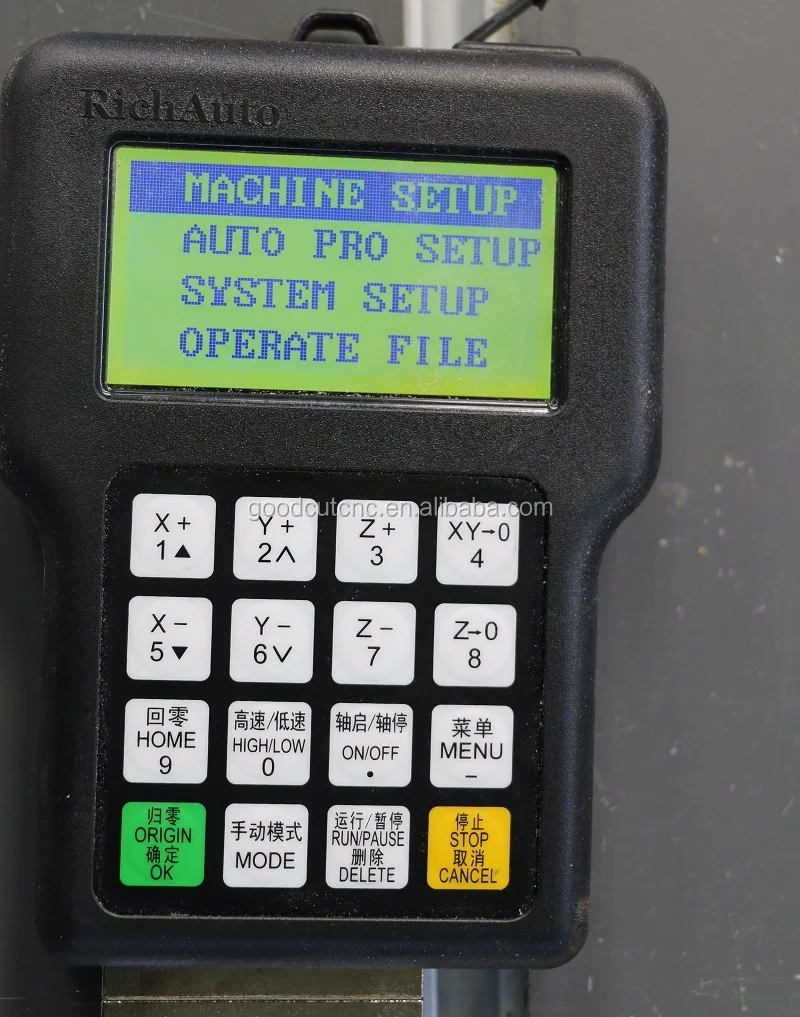 RichAuto
MACHINE SETUP
AUTO PRO SETUP
SYSTEM SETUP
OPERATE FILE
goodcutcnc.en.alibaba.com
X+
1▲
Y+
2∧
Z+
3
XY→0
4
X−
5▼
Y−
6∨
Z−
7
Z→0
8
回零
HOME
9
高速/低速
HIGH/LOW
0
轴启/轴停
ON/OFF
•
菜单
MENU
−
归零
ORIGIN
确定
OK
手动模式
MODE
运行/暂停
RUN/PAUSE
删除
DELETE
停止
STOP
取消
CANCEL